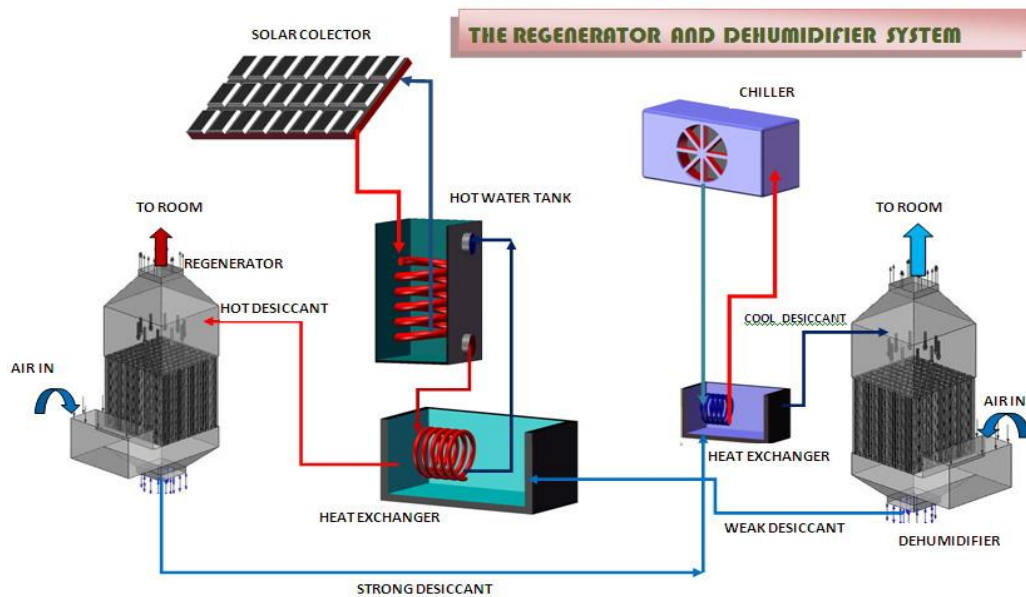 THE REGENERATOR AND DEHUMIDIFIER SYSTEM
SOLAR COLECTOR
CHILLER
HOT WATER TANK
TO ROOM
TO ROOM
REGENERATOR
HOT DESICCANT
COOL DESICCANT
AIR IN
AIR IN
HEAT EXCHANGER
HEAT EXCHANGER
WEAK DESICCANT
DEHUMIDIFIER
STRONG DESICCANT